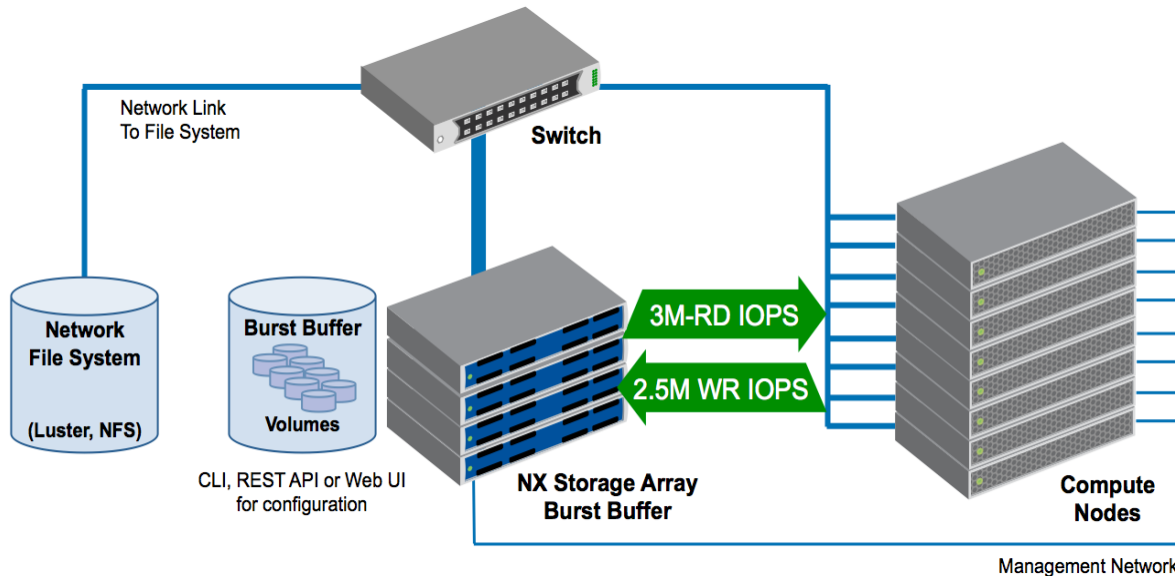 Network Link
To File System
Switch
Network
File System
(Luster, NFS)
Burst Buffer
Volumes
CLI, REST API or Web UI
for configuration
3M-RD IOPS
2.5M WR IOPS
NX Storage Array
Burst Buffer
Compute
Nodes
Management Network